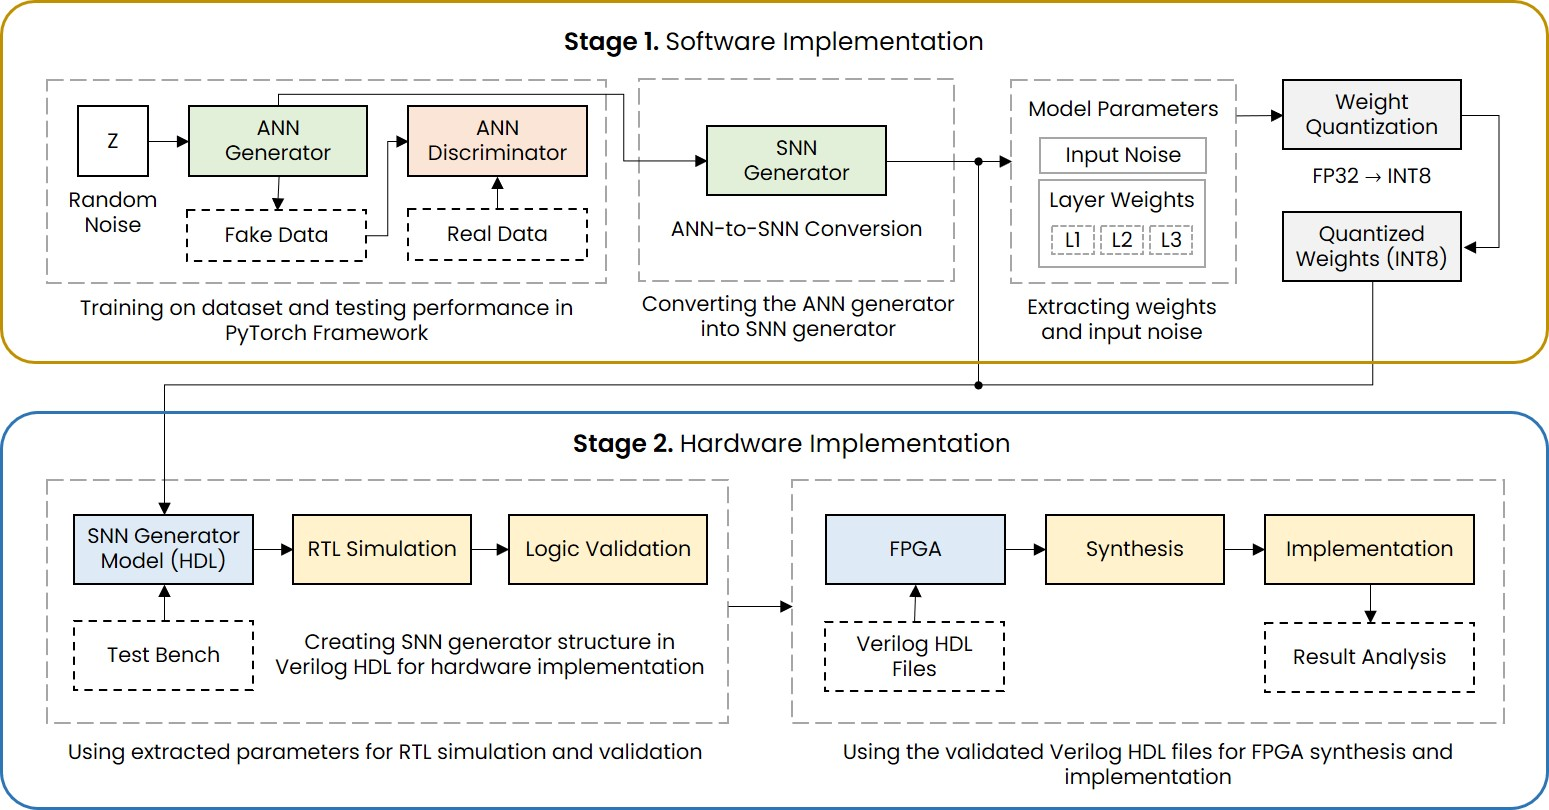 Stage 1. Software Implementation
Z
Random
Noise
ANN
Generator
ANN
Discriminator
Fake Data
Real Data
Training on dataset and testing performance in
PyTorch Framework
SNN
Generator
ANN-to-SNN Conversion
Converting the ANN generator
into SNN generator
Model Parameters
Input Noise
Layer Weights
L1 L2 L3
Extracting weights
and input noise
Weight
Quantization
FP32 → INT8
Quantized
Weights (INT8)
Stage 2. Hardware Implementation
SNN Generator
Model (HDL)
RTL Simulation
Logic Validation
Test Bench
Creating SNN generator structure in
Verilog HDL for hardware implementation
Using extracted parameters for RTL simulation and validation
FPGA
Synthesis
Implementation
Verilog HDL
Files
Result Analysis
Using the validated Verilog HDL files for FPGA synthesis and
implementation